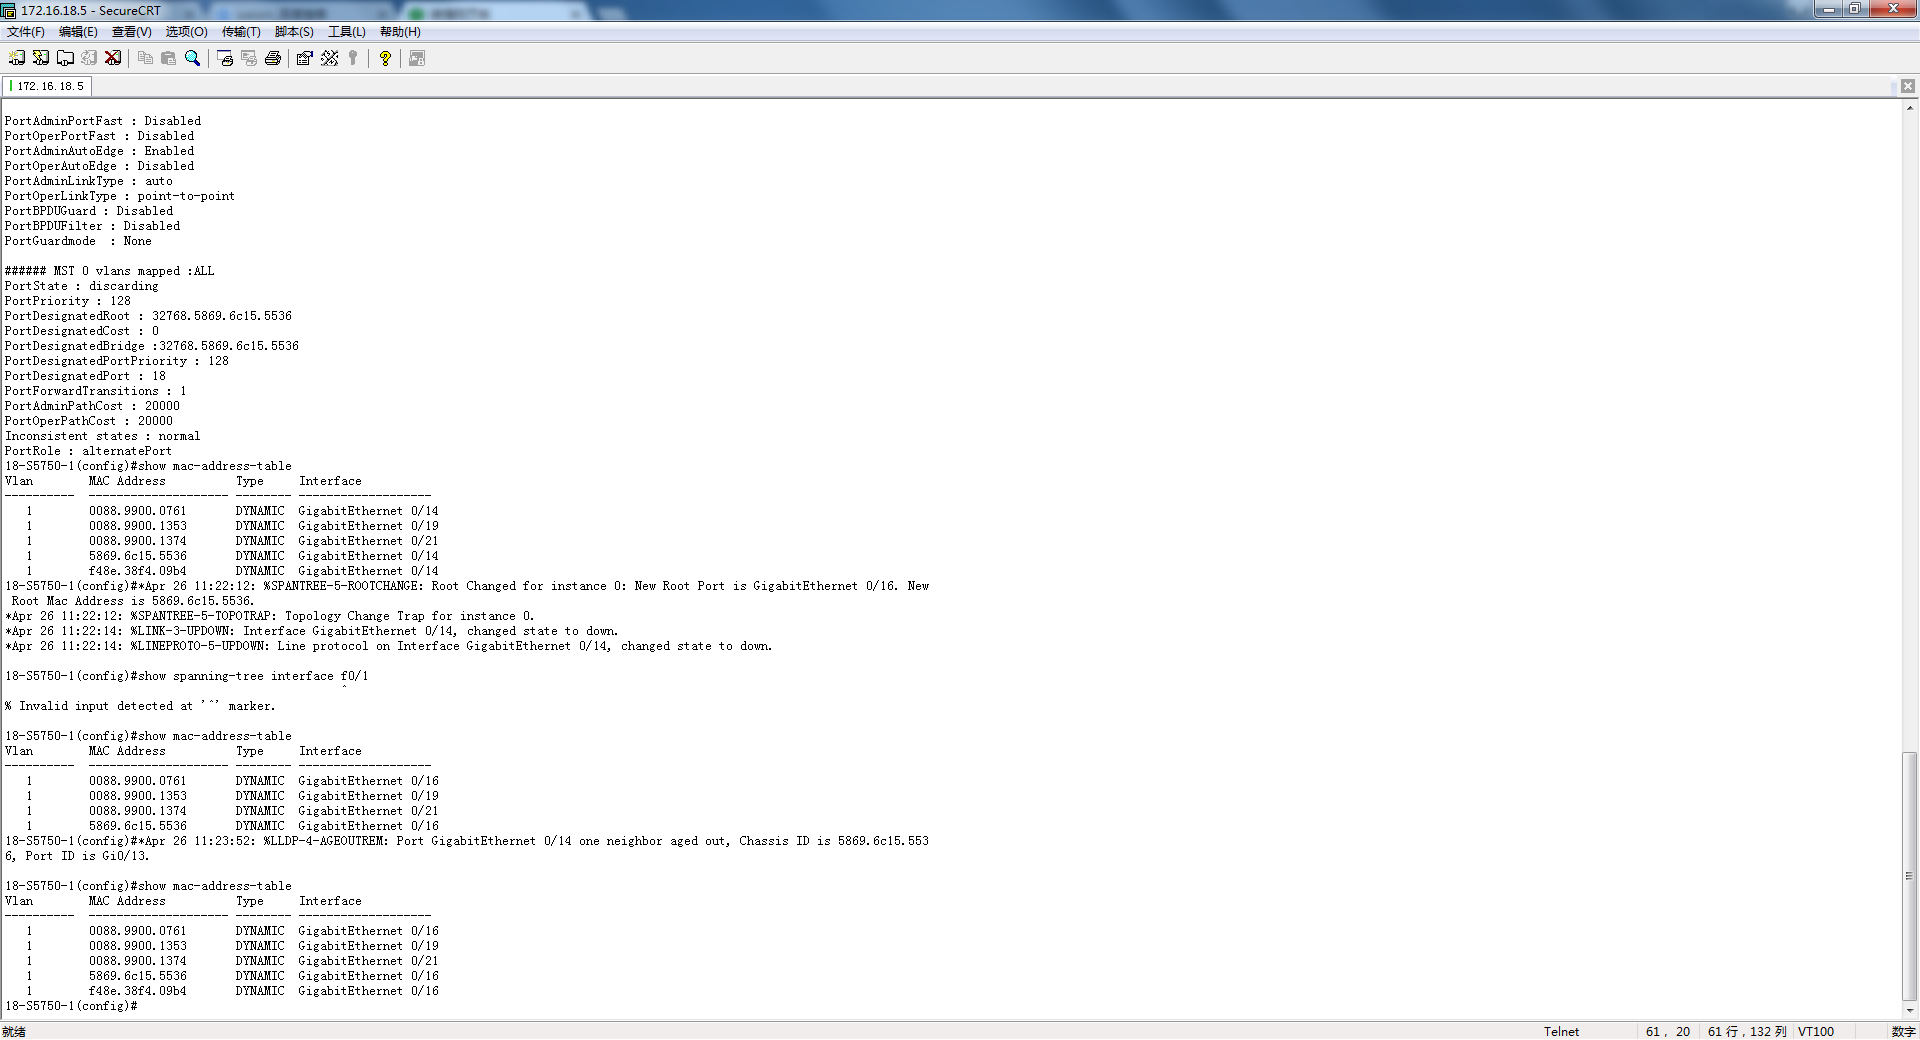 172.16.18.5 - SecureCRT
文件(F) 编辑(E) 查看(V) 选项(O) 传输(T) 脚本(S) 工具(L) 帮助(H)
172.16.18.5
PortAdminPortFast : Disabled
PortOperPortFast : Disabled
PortAdminAutoEdge : Enabled
PortOperAutoEdge : Disabled
PortAdminLinkType : auto
PortOperLinkType : point-to-point
PortBPDUGuard : Disabled
PortBPDUFilter : Disabled
PortGuardmode  : None
###### MST 0 vlans mapped :ALL
PortState : discarding
PortPriority : 128
PortDesignatedRoot : 32768.5869.6c15.5536
PortDesignatedCost : 0
PortDesignatedBridge :32768.5869.6c15.5536
PortDesignatedPortPriority : 128
PortDesignatedPort : 18
PortForwardTransitions : 1
PortAdminPathCost : 20000
PortOperPathCost : 20000
Inconsistent states : normal
PortRole : alternatePort
18-S5750-1(config)#show mac-address-table
Vlan        MAC Address          Type     Interface
----------  -------------------- -------- -------------------
   1        0088.9900.0761       DYNAMIC  GigabitEthernet 0/14
   1        0088.9900.1353       DYNAMIC  GigabitEthernet 0/19
   1        0088.9900.1374       DYNAMIC  GigabitEthernet 0/21
   1        5869.6c15.5536       DYNAMIC  GigabitEthernet 0/14
   1        f48e.38f4.09b4       DYNAMIC  GigabitEthernet 0/14
18-S5750-1(config)#*Apr 26 11:22:12: %SPANTREE-5-ROOTCHANGE: Root Changed for instance 0: New Root Port is GigabitEthernet 0/16. New
 Root Mac Address is 5869.6c15.5536.
*Apr 26 11:22:12: %SPANTREE-5-TOPOTRAP: Topology Change Trap for instance 0.
*Apr 26 11:22:14: %LINK-3-UPDOWN: Interface GigabitEthernet 0/14, changed state to down.
*Apr 26 11:22:14: %LINEPROTO-5-UPDOWN: Line protocol on Interface GigabitEthernet 0/14, changed state to down.
18-S5750-1(config)#show spanning-tree interface f0/1
^
% Invalid input detected at '^' marker.
18-S5750-1(config)#show mac-address-table
Vlan        MAC Address          Type     Interface
----------  -------------------- -------- -------------------
   1        0088.9900.0761       DYNAMIC  GigabitEthernet 0/16
   1        0088.9900.1353       DYNAMIC  GigabitEthernet 0/19
   1        0088.9900.1374       DYNAMIC  GigabitEthernet 0/21
   1        5869.6c15.5536       DYNAMIC  GigabitEthernet 0/16
18-S5750-1(config)#*Apr 26 11:23:52: %LLDP-4-AGEOUTREM: Port GigabitEthernet 0/14 one neighbor aged out, Chassis ID is 5869.6c15.553
6, Port ID is Gi0/13.
18-S5750-1(config)#show mac-address-table
Vlan        MAC Address          Type     Interface
----------  -------------------- -------- -------------------
   1        0088.9900.0761       DYNAMIC  GigabitEthernet 0/16
   1        0088.9900.1353       DYNAMIC  GigabitEthernet 0/19
   1        0088.9900.1374       DYNAMIC  GigabitEthernet 0/21
   1        5869.6c15.5536       DYNAMIC  GigabitEthernet 0/16
   1        f48e.38f4.09b4       DYNAMIC  GigabitEthernet 0/16
18-S5750-1(config)#
就绪 Telnet 61, 20 61 行, 132 列 VT100 数字